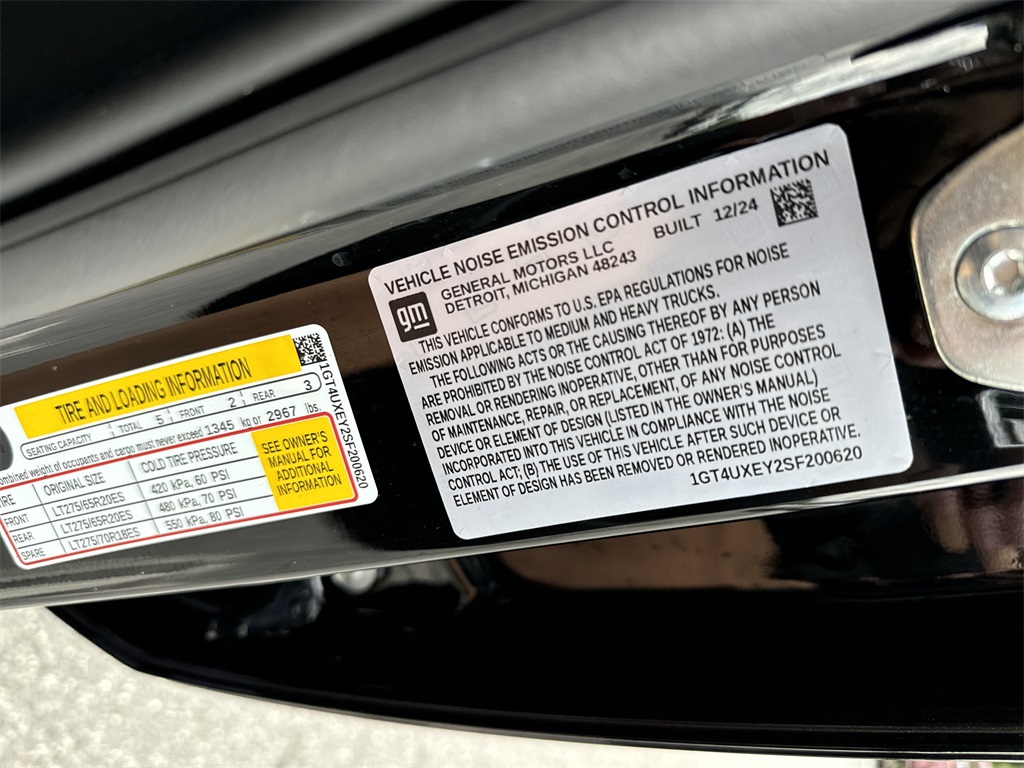 VEHICLE NOISE EMISSION CONTROL INFORMATION
gm
GENERAL MOTORS LLC BUILT 12/24
DETROIT, MICHIGAN 48243
THIS VEHICLE CONFORMS TO U.S. EPA REGULATIONS FOR NOISE
EMISSION APPLICABLE TO MEDIUM AND HEAVY TRUCKS.
THE FOLLOWING ACTS OR THE CAUSING THEREOF BY ANY PERSON
ARE PROHIBITED BY THE NOISE CONTROL ACT OF 1972: (A) THE
REMOVAL OR RENDERING INOPERATIVE, OTHER THAN FOR PURPOSES
OF MAINTENANCE, REPAIR, OR REPLACEMENT, OF ANY NOISE CONTROL
DEVICE OR ELEMENT OF DESIGN (LISTED IN THE OWNER'S MANUAL)
INCORPORATED INTO THIS VEHICLE IN COMPLIANCE WITH THE NOISE
CONTROL ACT, (B) THE USE OF THIS VEHICLE AFTER SUCH DEVICE OR
ELEMENT OF DESIGN HAS BEEN REMOVED OR RENDERED INOPERATIVE.
1GT4UXEY2SF200620
TIRE AND LOADING INFORMATION
SEATING CAPACITY TOTAL 5 FRONT 2 REAR 3
combined weight of occupants and cargo must never exceed 1345 kg or 2967 lbs.
TIRE ORIGINAL SIZE COLD TIRE PRESSURE
FRONT LT275/65R20ES 420 kPa, 60 PSI
REAR LT275/65R20ES 480 kPa, 70 PSI
SPARE LT275/70R18ES 550 kPa, 80 PSI
SEE OWNER'S
MANUAL FOR
ADDITIONAL
INFORMATION
1GT4UXEY2SF200620